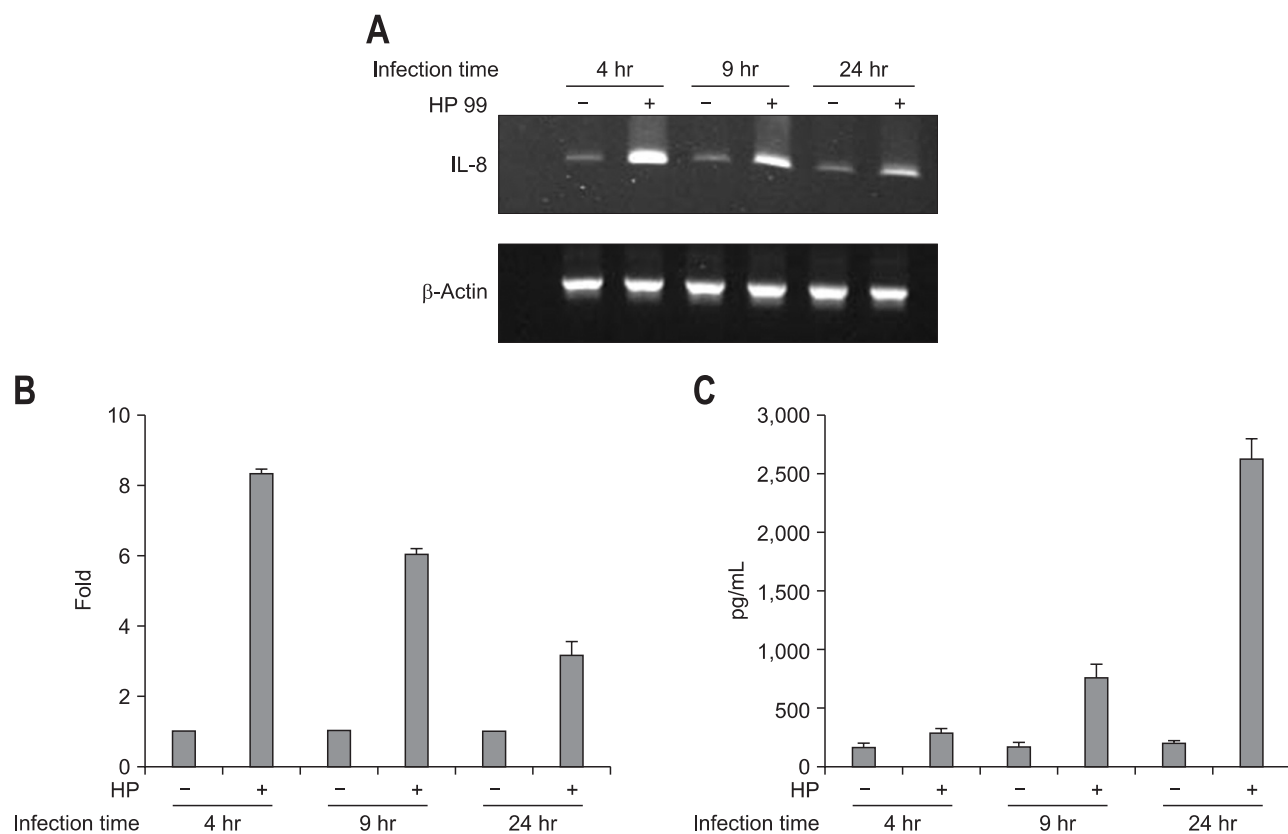 A
Infection time 4 hr 9 hr 24 hr
HP 99 − + − + − +
IL-8
β-Actin
B
10
8
6
4
2
0
Fold
HP − + − + − +
Infection time 4 hr 9 hr 24 hr
C
3,000
2,500
2,000
1,500
1,000
500
0
pg/mL
HP − + − + − +
Infection time 4 hr 9 hr 24 hr